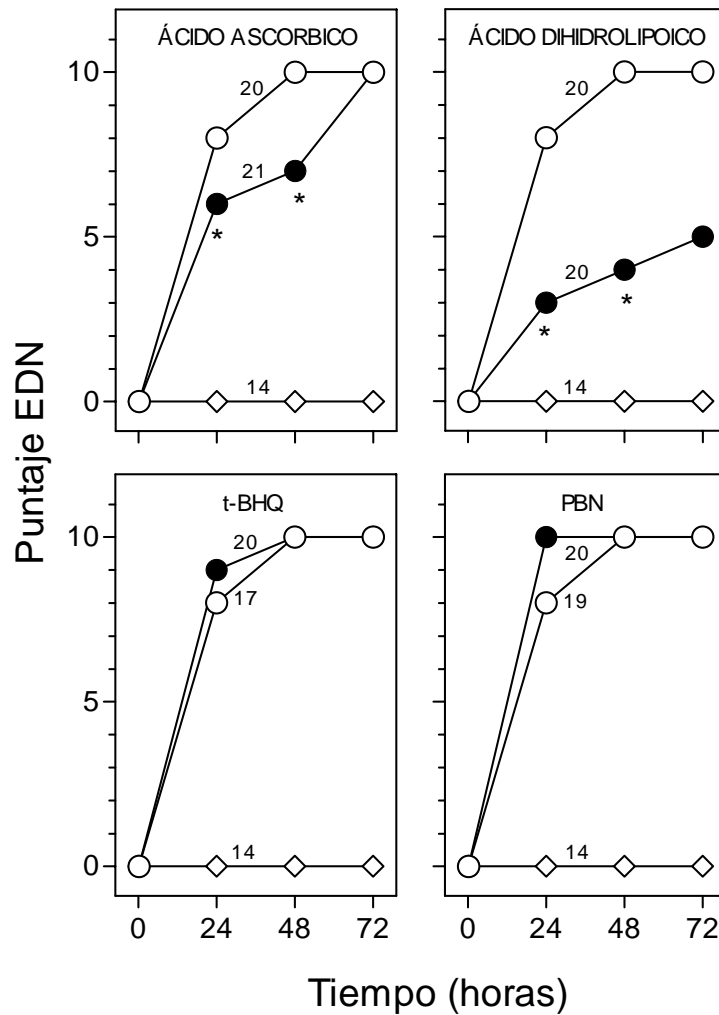 ÁCIDO ASCORBICO
10
20
21
*
*
5
14
0
ÁCIDO DIHIDROLIPOICO
20
20
*
*
14
Puntaje EDN
t-BHQ
10
20
17
5
14
0
0 24 48 72
PBN
20
19
14
0 24 48 72
Tiempo (horas)